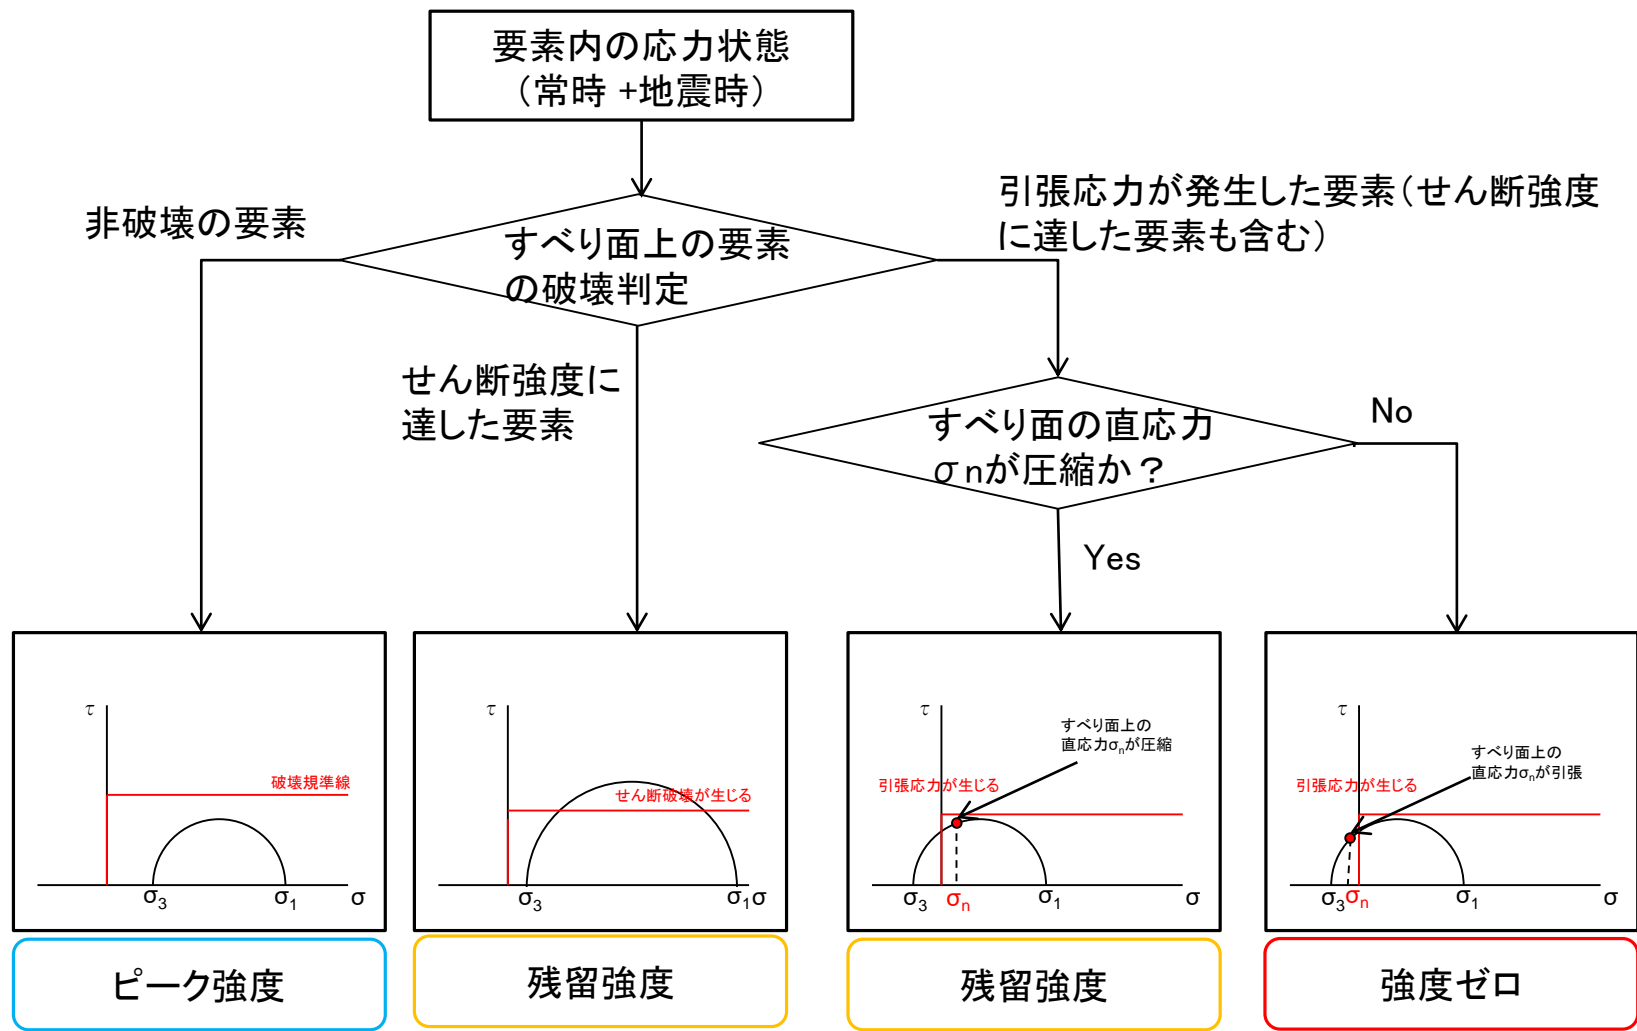 要素内の応力状態
（常時 +地震時）
非破壊の要素
すべり面上の要素
の破壊判定
引張応力が発生した要素（せん断強度
に達した要素も含む）
せん断強度に
達した要素
すべり面の直応力
σnが圧縮か？
No
Yes
τ
破壊規準線
σ3
σ1
σ
τ
せん断破壊が生じる
σ3
σ1σ
τ
すべり面上の
直応力σnが圧縮
引張応力が生じる
σ3
σn
σ1
σ
τ
すべり面上の
直応力σnが引張
引張応力が生じる
σ3σn
σ1
σ
ピーク強度
残留強度
残留強度
強度ゼロ